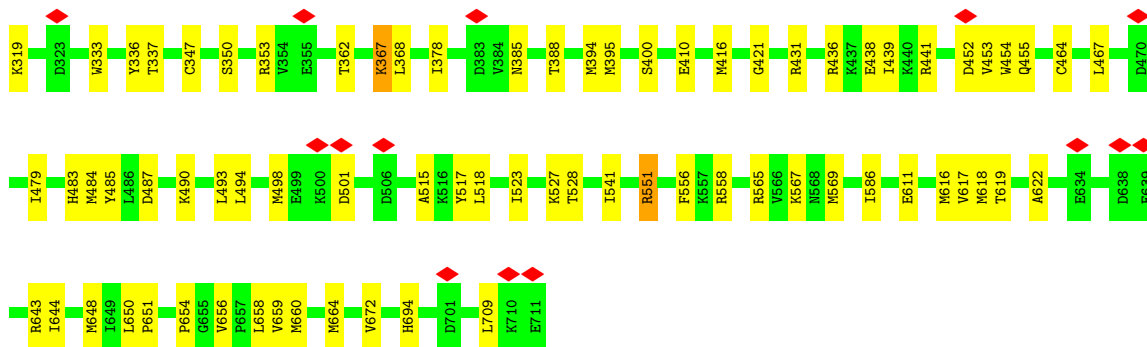 K319 D323 W333 Y336 T337 C347 S350 R353 V354 E355 T362 K367 L368 I378 D383 V384 N385 T388 M394 M395 S400 E410 M416 G421 R431 R436 K437 E438 I439 K440 R441 D452 V453 W454 Q455 C464 L467 D470
I479 H483 M484 Y485 L486 D487 K490 L493 L494 M498 E499 K500 D501 D506 A515 K516 Y517 L518 I523 K527 T528 I541 R551 F556 K557 R558 R565 V566 K567 N568 M569 I586 E611 M616 V617 M618 T619 A622 E634 D638
R643 I644 M648 I649 L650 P651 P654 G655 V656 P657 L658 V659 M660 M664 V672 H694 D701 L709 K710 E711